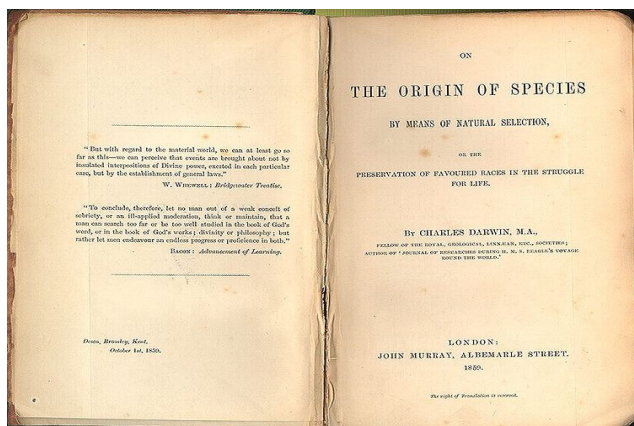 "But with regard to the material world, we can at least go so
far as this—we can perceive that events are brought about not by
insulated interpositions of Divine power, exerted in each particular
case, but by the establishment of general laws."
W. WHEWELL: Bridgewater Treatise.
"To conclude, therefore, let no man out of a weak conceit of
sobriety, or an ill-applied moderation, think or maintain, that a
man can search too far or be too well studied in the book of God's
word, or in the book of God's works; divinity or philosophy; but
rather let men endeavour an endless progress or proficience in both."
BACON: Advancement of Learning.
Down, Bromley, Kent,
October 1st, 1859.
ON
THE ORIGIN OF SPECIES
BY MEANS OF NATURAL SELECTION,
OR THE
PRESERVATION OF FAVOURED RACES IN THE STRUGGLE
FOR LIFE.
BY CHARLES DARWIN, M.A.,
FELLOW OF THE ROYAL, GEOLOGICAL, LINNÆAN, ETC., SOCIETIES;
AUTHOR OF 'JOURNAL OF RESEARCHES DURING H. M. S. BEAGLE'S VOYAGE
ROUND THE WORLD.'
LONDON:
JOHN MURRAY, ALBEMARLE STREET.
1859.
The right of Translation is reserved.